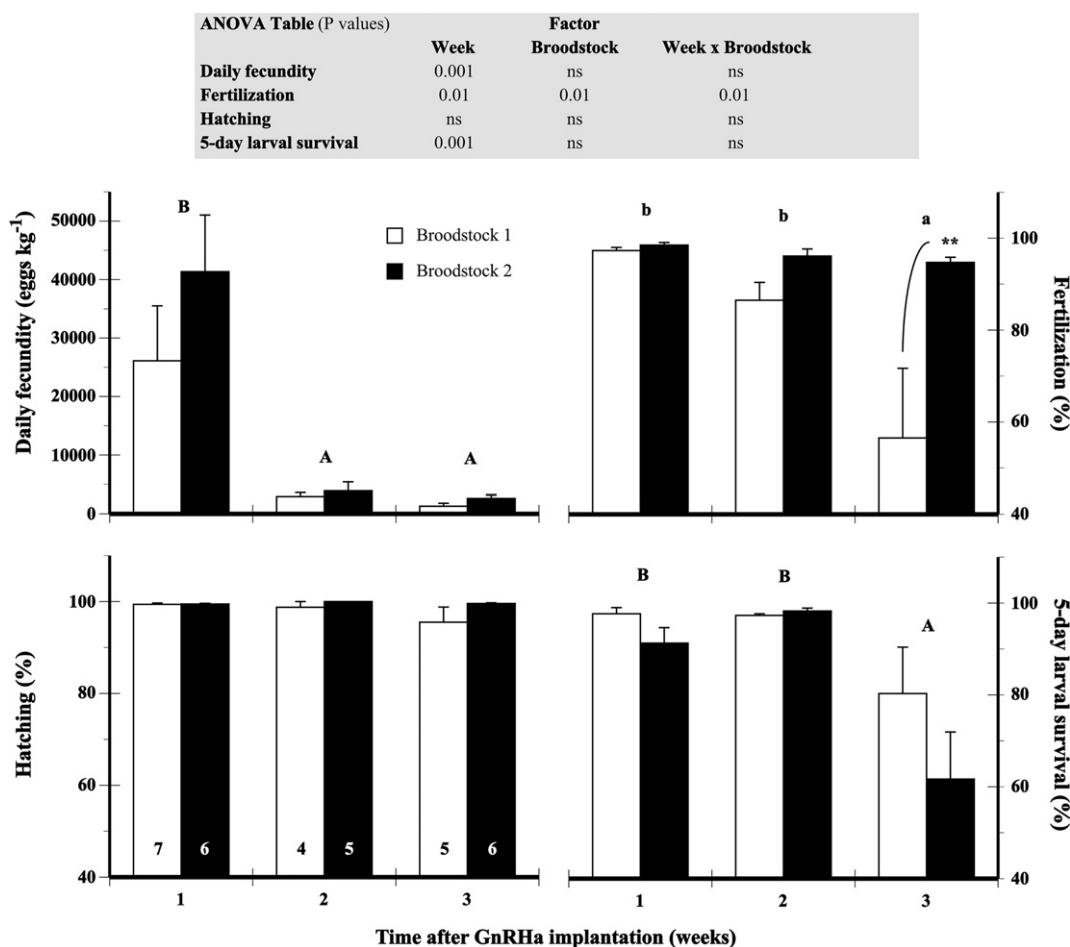 ANOVA Table (P values) Factor
Week Broodstock Week x Broodstock
Daily fecundity 0.001 ns ns
Fertilization 0.01 0.01 0.01
Hatching ns ns ns
5-day larval survival 0.001 ns ns
Daily fecundity (eggs kg-1)
50000
40000
30000
20000
10000
0
B
A
A
Broodstock 1
Broodstock 2
b
b
a
**
100
80
60
40
Fertilization (%)
Hatching (%)
100
80
60
40
7 6 4 5 5 6
1 2 3
B
B
A
100
80
60
40
5-day larval survival (%)
1 2 3
Time after GnRHa implantation (weeks)